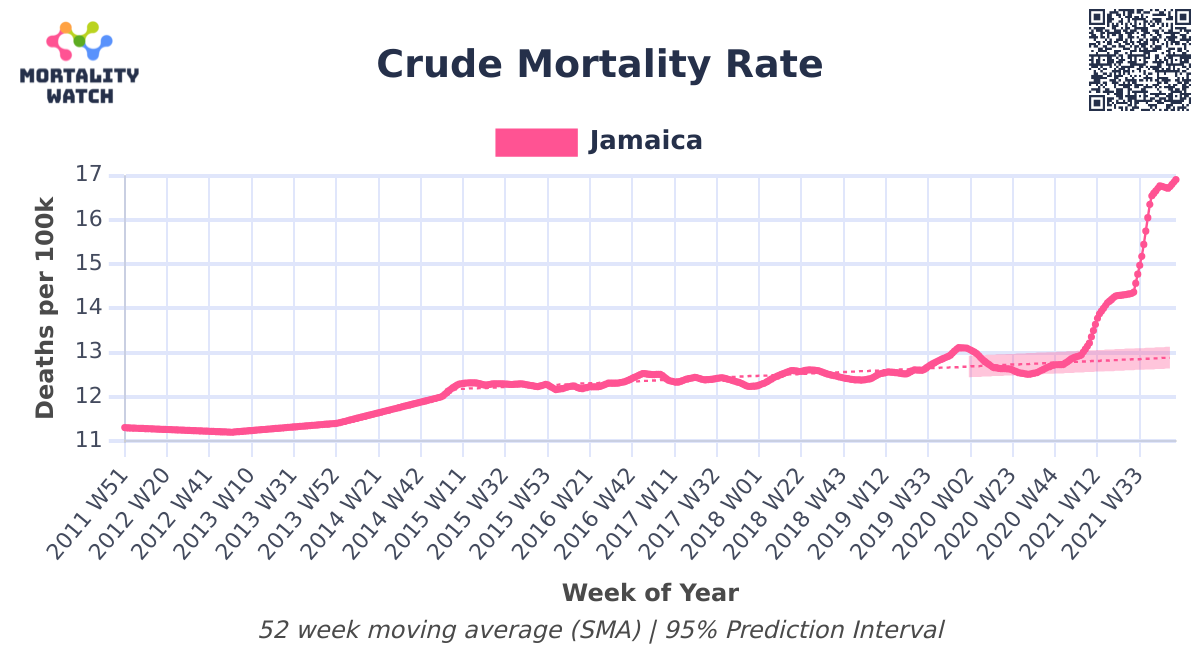 MORTALITY
WATCH
Crude Mortality Rate
Jamaica
Deaths per 100k
17
16
15
14
13
12
11
2011 W51
2012 W20
2012 W41
2013 W10
2013 W31
2013 W52
2014 W21
2014 W42
2015 W11
2015 W32
2015 W53
2016 W21
2016 W42
2017 W11
2017 W32
2018 W01
2018 W22
2018 W43
2019 W12
2019 W33
2020 W02
2020 W23
2020 W44
2021 W12
2021 W33
Week of Year
52 week moving average (SMA) | 95% Prediction Interval